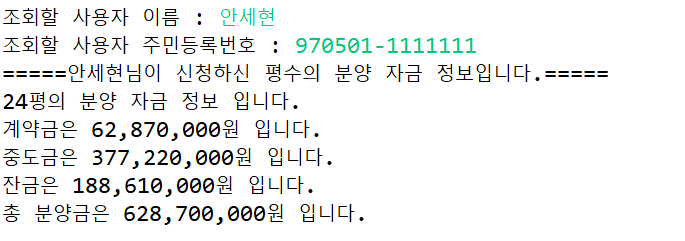 조회할 사용자 이름 : 안세현
조회할 사용자 주민등록번호 : 970501-1111111
=====안세현님이 신청하신 평수의 분양 자금 정보입니다.=====
24평의 분양 자금 정보 입니다.
계약금은 62,870,000원 입니다.
중도금은 377,220,000원 입니다.
잔금은 188,610,000원 입니다.
총 분양금은 628,700,000원 입니다.